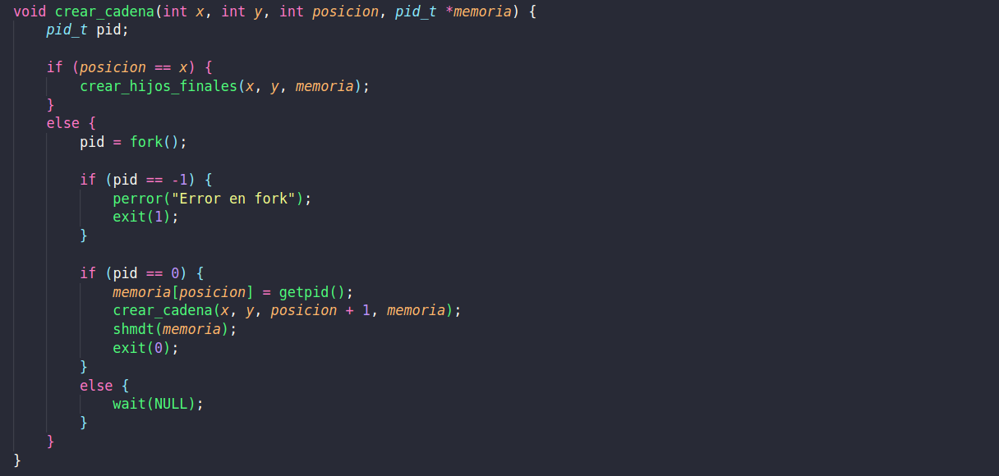 void crear_cadena(int x, int y, int posicion, pid_t *memoria) {
    pid_t pid;

    if (posicion == x) {
        crear_hijos_finales(x, y, memoria);
    }
    else {
        pid = fork();

        if (pid == -1) {
            perror("Error en fork");
            exit(1);
        }

        if (pid == 0) {
            memoria[posicion] = getpid();
            crear_cadena(x, y, posicion + 1, memoria);
            shmdt(memoria);
            exit(0);
        }
        else {
            wait(NULL);
        }
    }
}